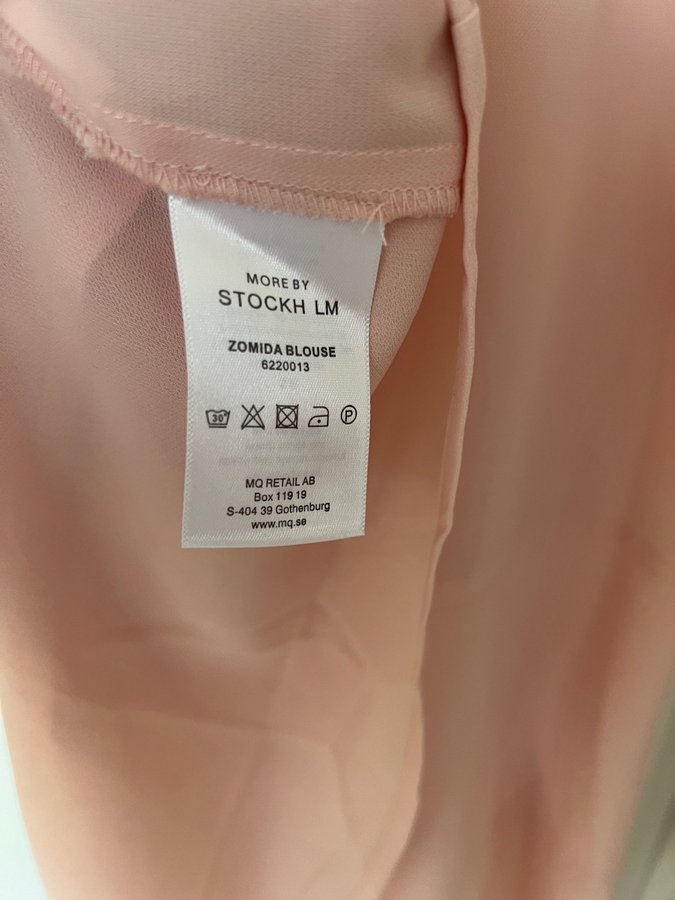 MORE BY
STOCKH LM
ZOMIDA BLOUSE
6220013
30°
P
MQ RETAIL AB
Box 119 19
S-404 39 Gothenburg
www.mq.se